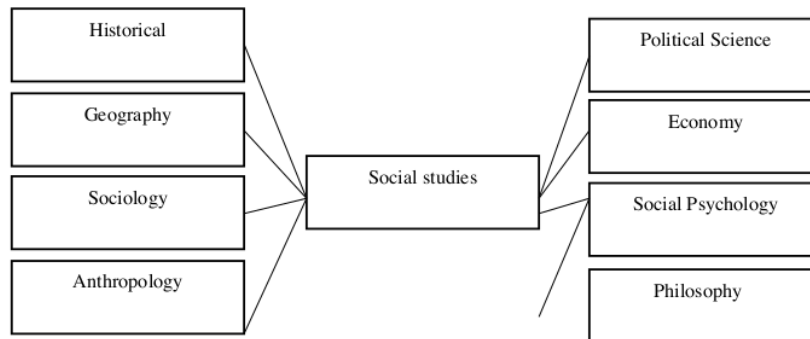 Historical
Geography
Sociology
Anthropology
Social studies
Political Science
Economy
Social Psychology
Philosophy